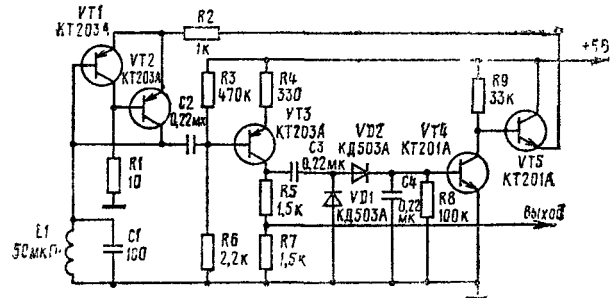 VT1
КТ203А
VT2
КТ203А
R2
1к
+5В
C2
0,22мк
R3
470к
R4
330
VT3
КТ203А
C3
0,22мк
VD2
КД503А
VT4
КТ201А
R9
33к
VT5
КТ201А
R1
10
R5
1,5к
VD1
КД503А
C4
0,22
мк
R8
100к
Выход
L1
50мкГн
C1
100
R6
2,2к
R7
1,5к